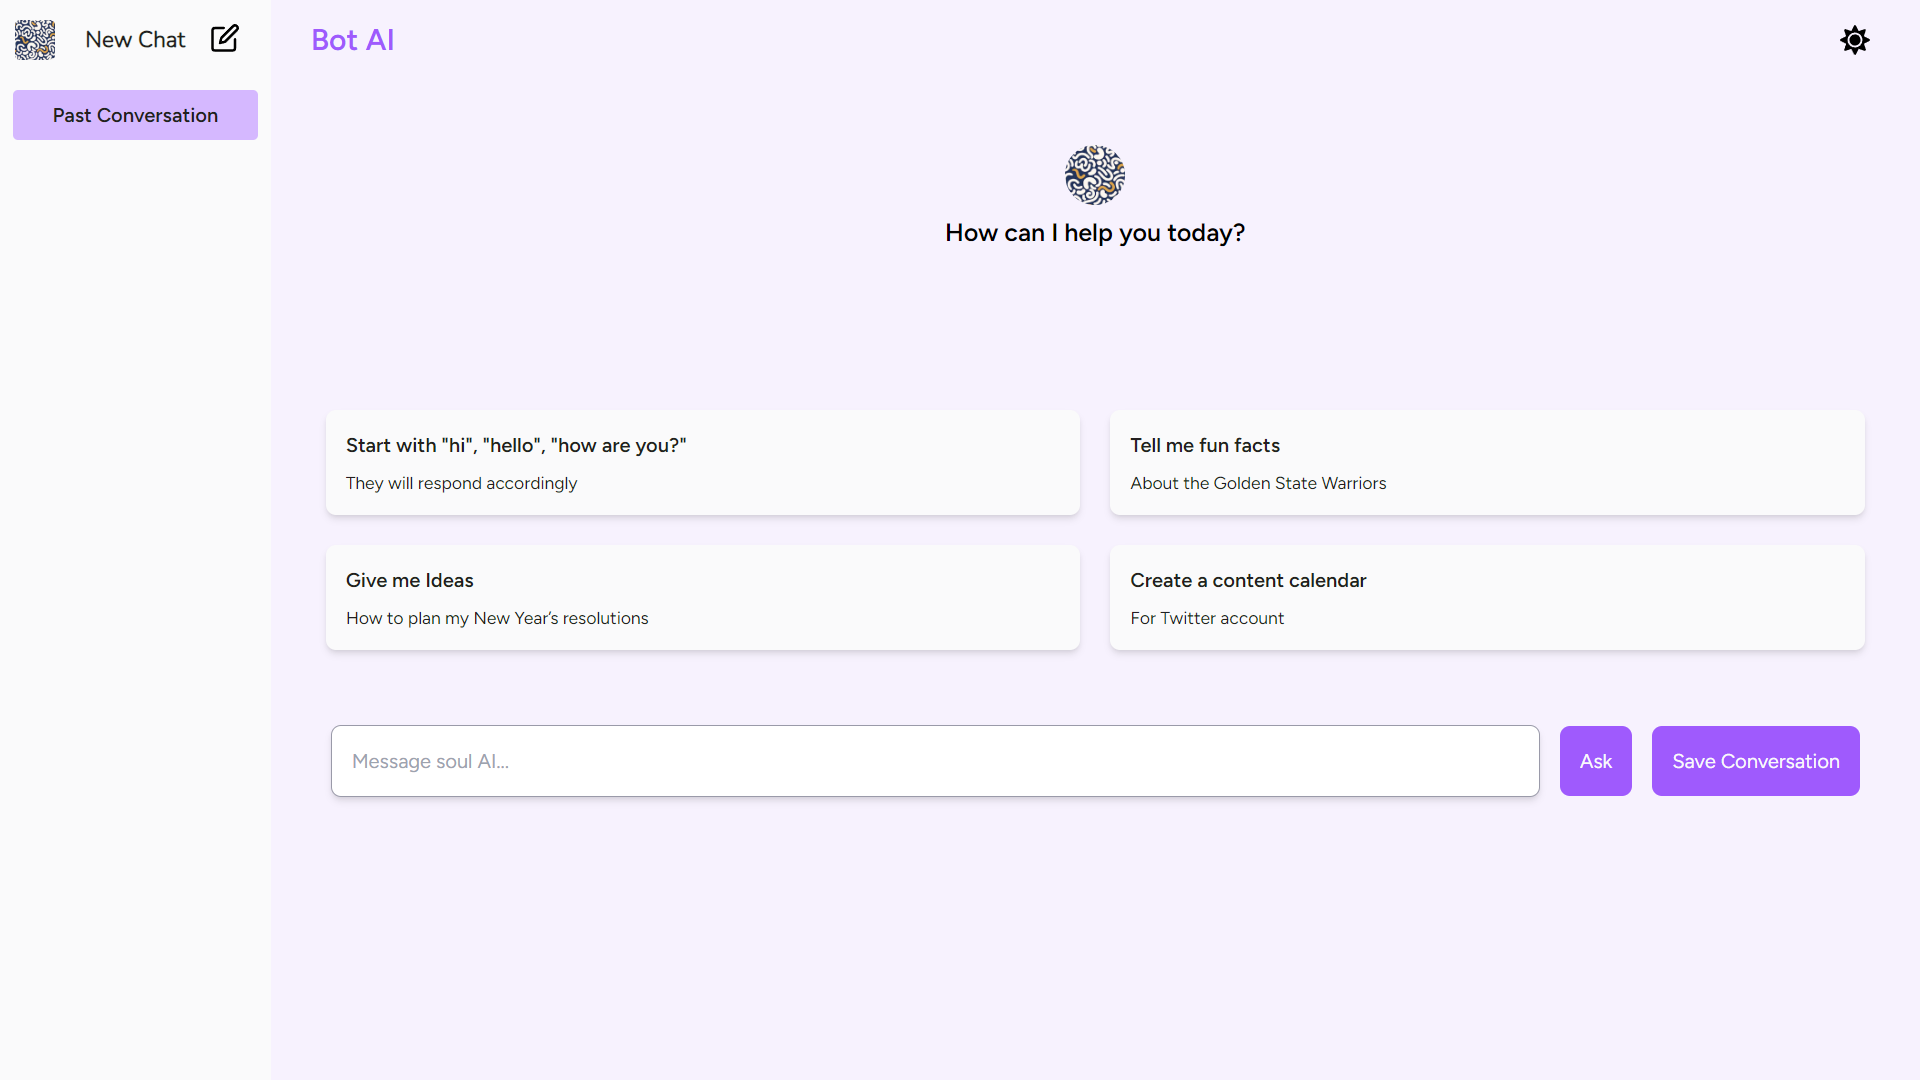 New Chat
Past Conversation
Bot AI
How can I help you today?
Start with "hi", "hello", "how are you?"
They will respond accordingly
Tell me fun facts
About the Golden State Warriors
Give me Ideas
How to plan my New Year’s resolutions
Create a content calendar
For Twitter account
Message soul AI...
Ask
Save Conversation